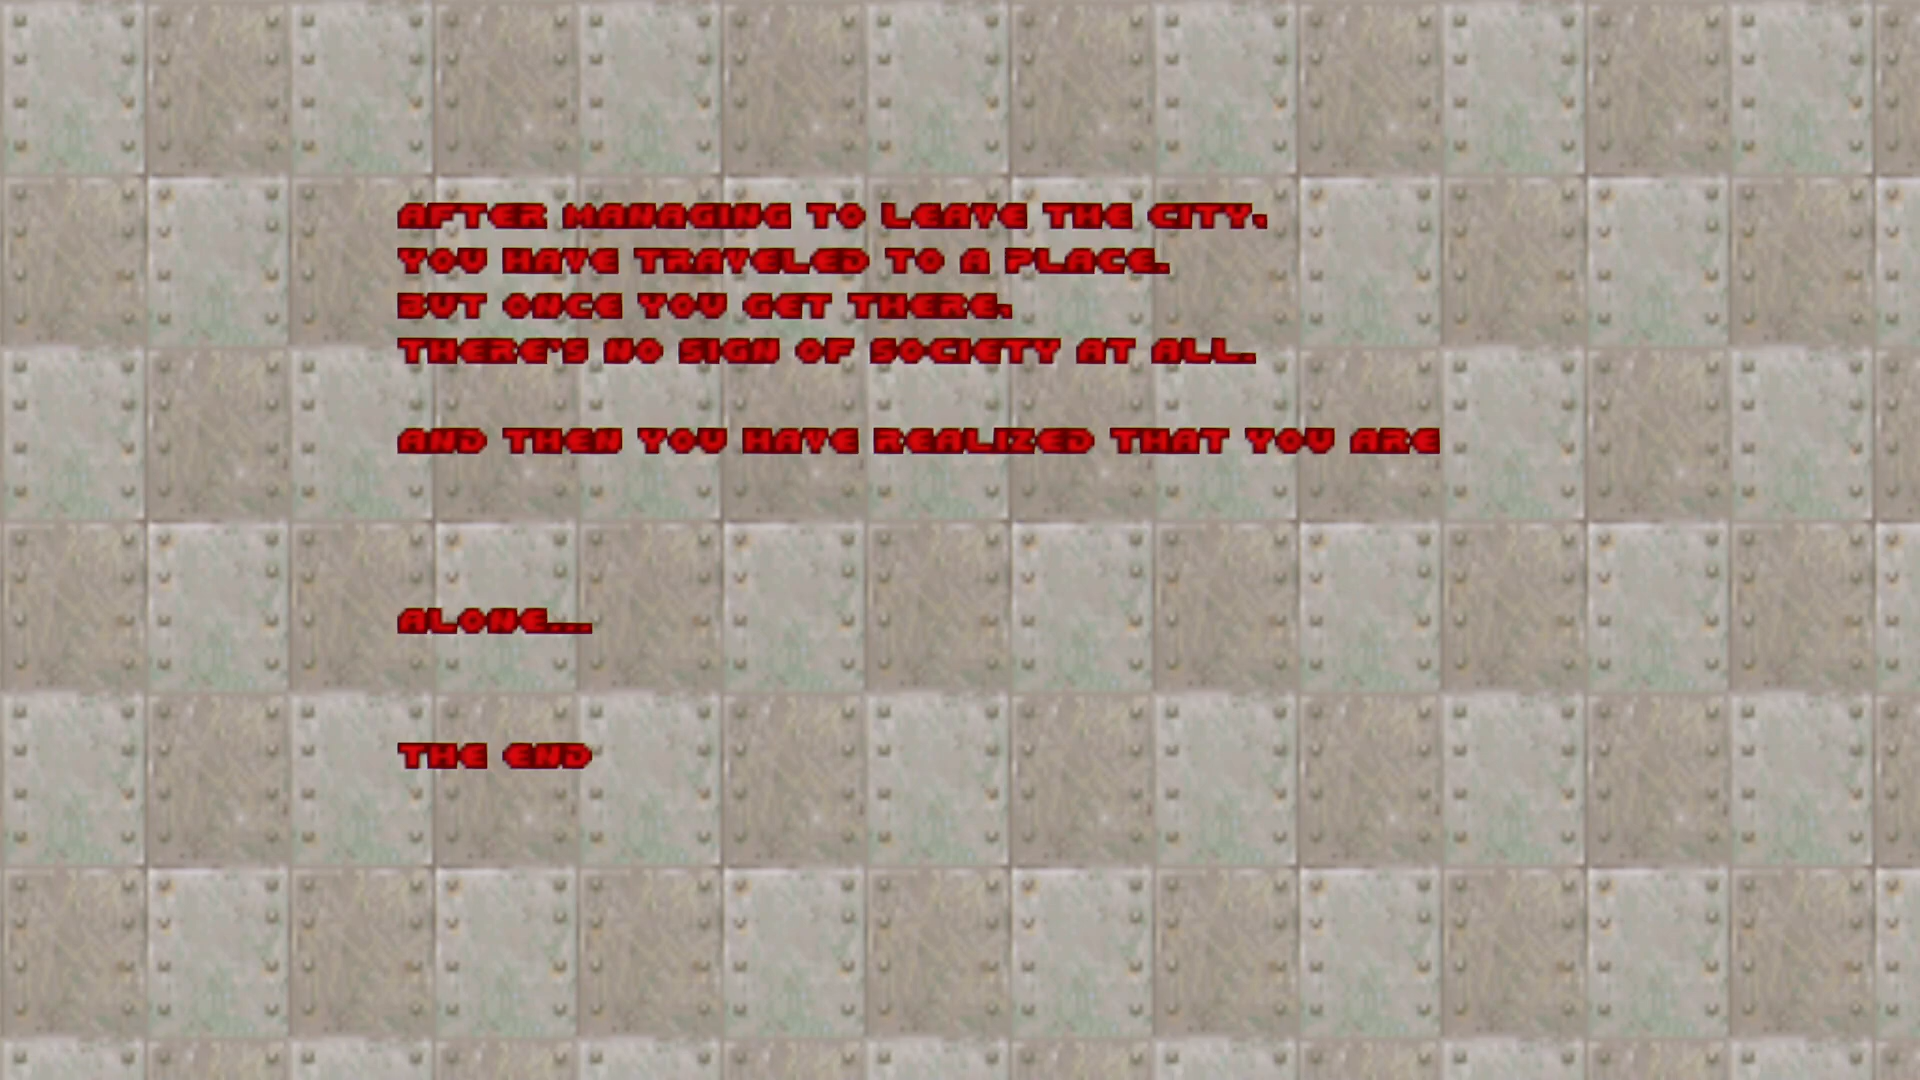 AFTER MANAGING TO LEAVE THE CITY,
YOU HAVE TRAVELED TO A PLACE.
BUT ONCE YOU GET THERE,
THERE'S NO SIGN OF SOCIETY AT ALL.
AND THEN YOU HAVE REALIZED THAT YOU ARE
ALONE...
THE END